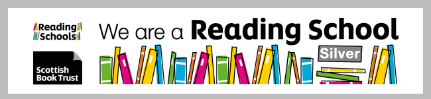 Reading
Schools
We are a Reading School
Silver
Scottish
Book Trust